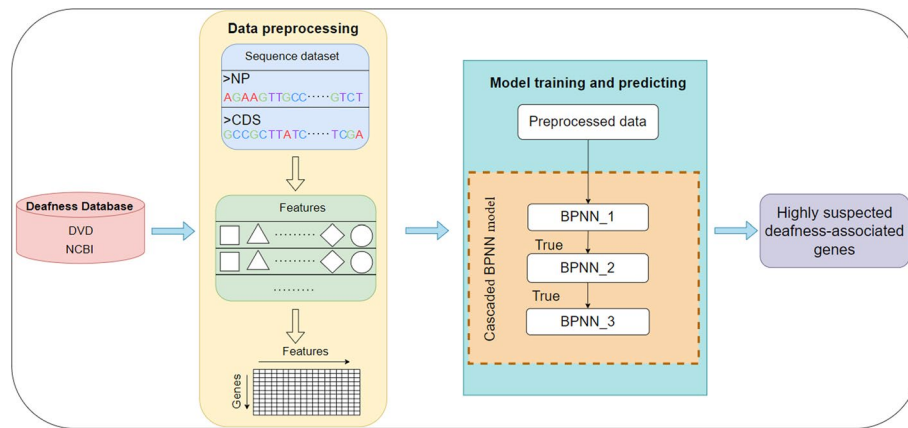 Deafness Database
DVD
NCBI
Data preprocessing
Sequence dataset
>NP
AGAAGTTGCC·····GTCT
>CDS
GCCGCTTATC·····TCGA
Features
·········
·········
·········
Features
Genes
Model training and predicting
Preprocessed data
Cascaded BPNN model
BPNN_1
True
BPNN_2
True
BPNN_3
Highly suspected
deafness-associated
genes